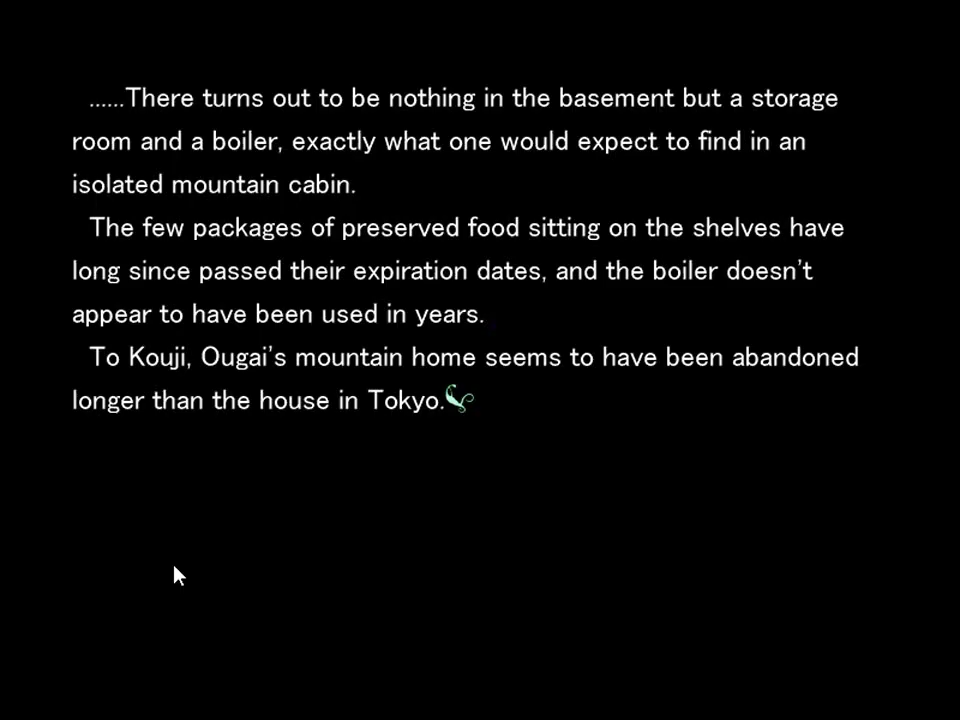 ......There turns out to be nothing in the basement but a storage
room and a boiler, exactly what one would expect to find in an
isolated mountain cabin.
The few packages of preserved food sitting on the shelves have
long since passed their expiration dates, and the boiler doesn't
appear to have been used in years.
To Kouji, Ougai's mountain home seems to have been abandoned
longer than the house in Tokyo.